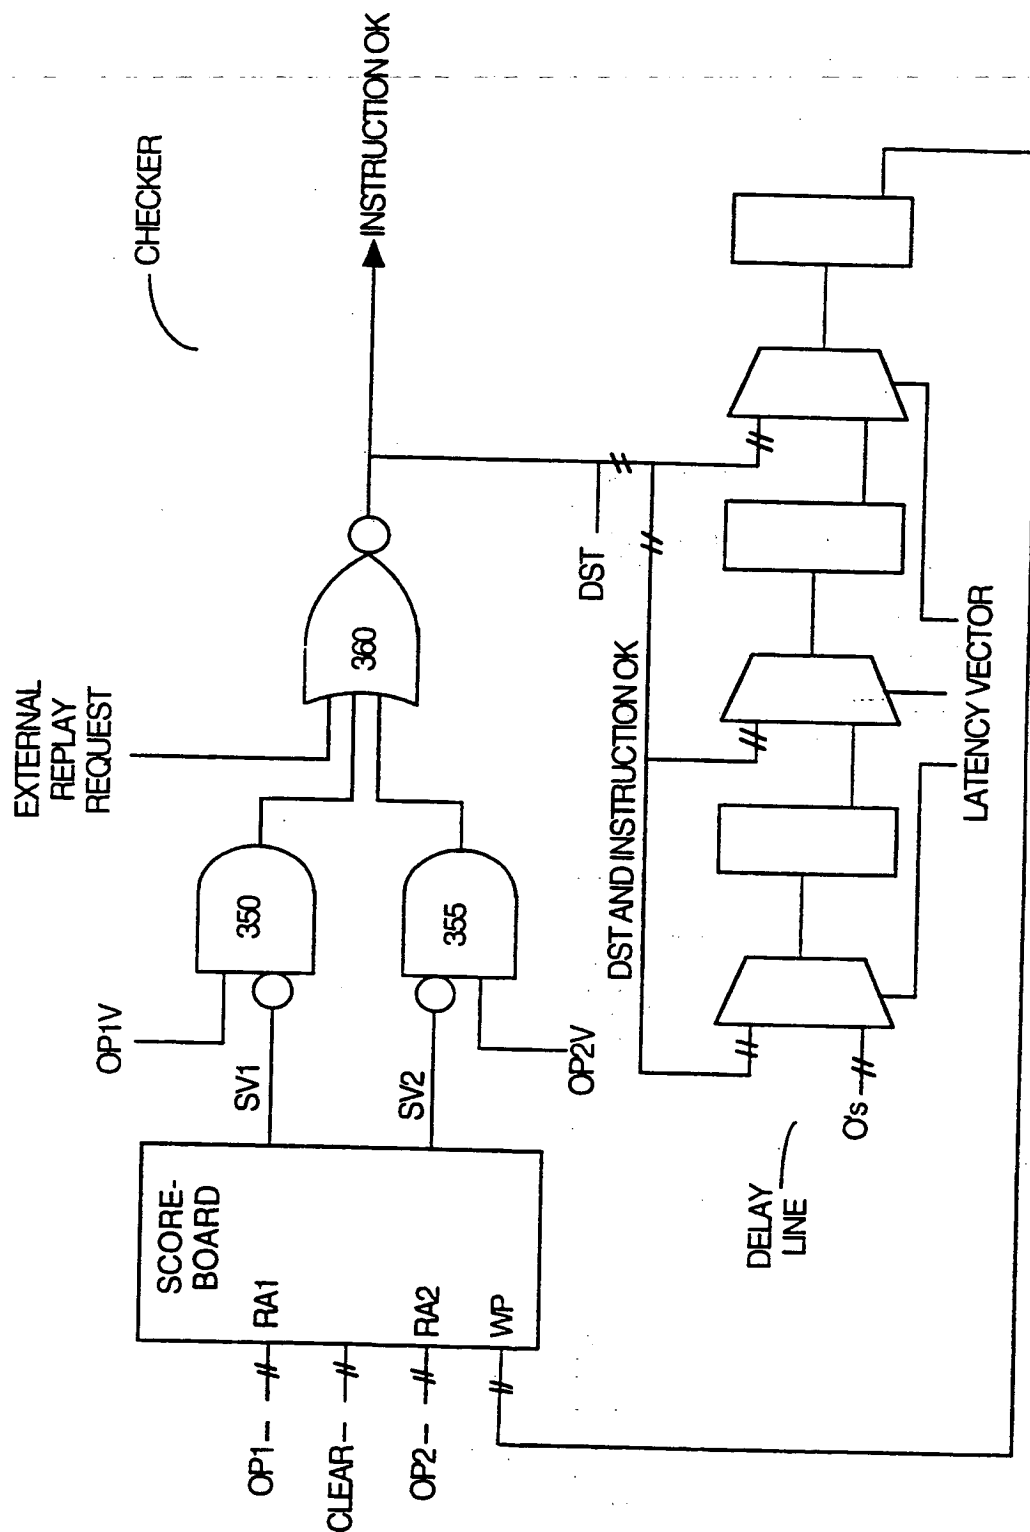 CHECKER
INSTRUCTION OK
EXTERNAL
REPLAY
REQUEST
360
350
355
OP1V
SV1
SV2
OP2V
SCORE-
BOARD
RA1
RA2
WP
OP1
CLEAR
OP2
DST
DST AND INSTRUCTION OK
LATENCY VECTOR
O's
DELAY
LINE